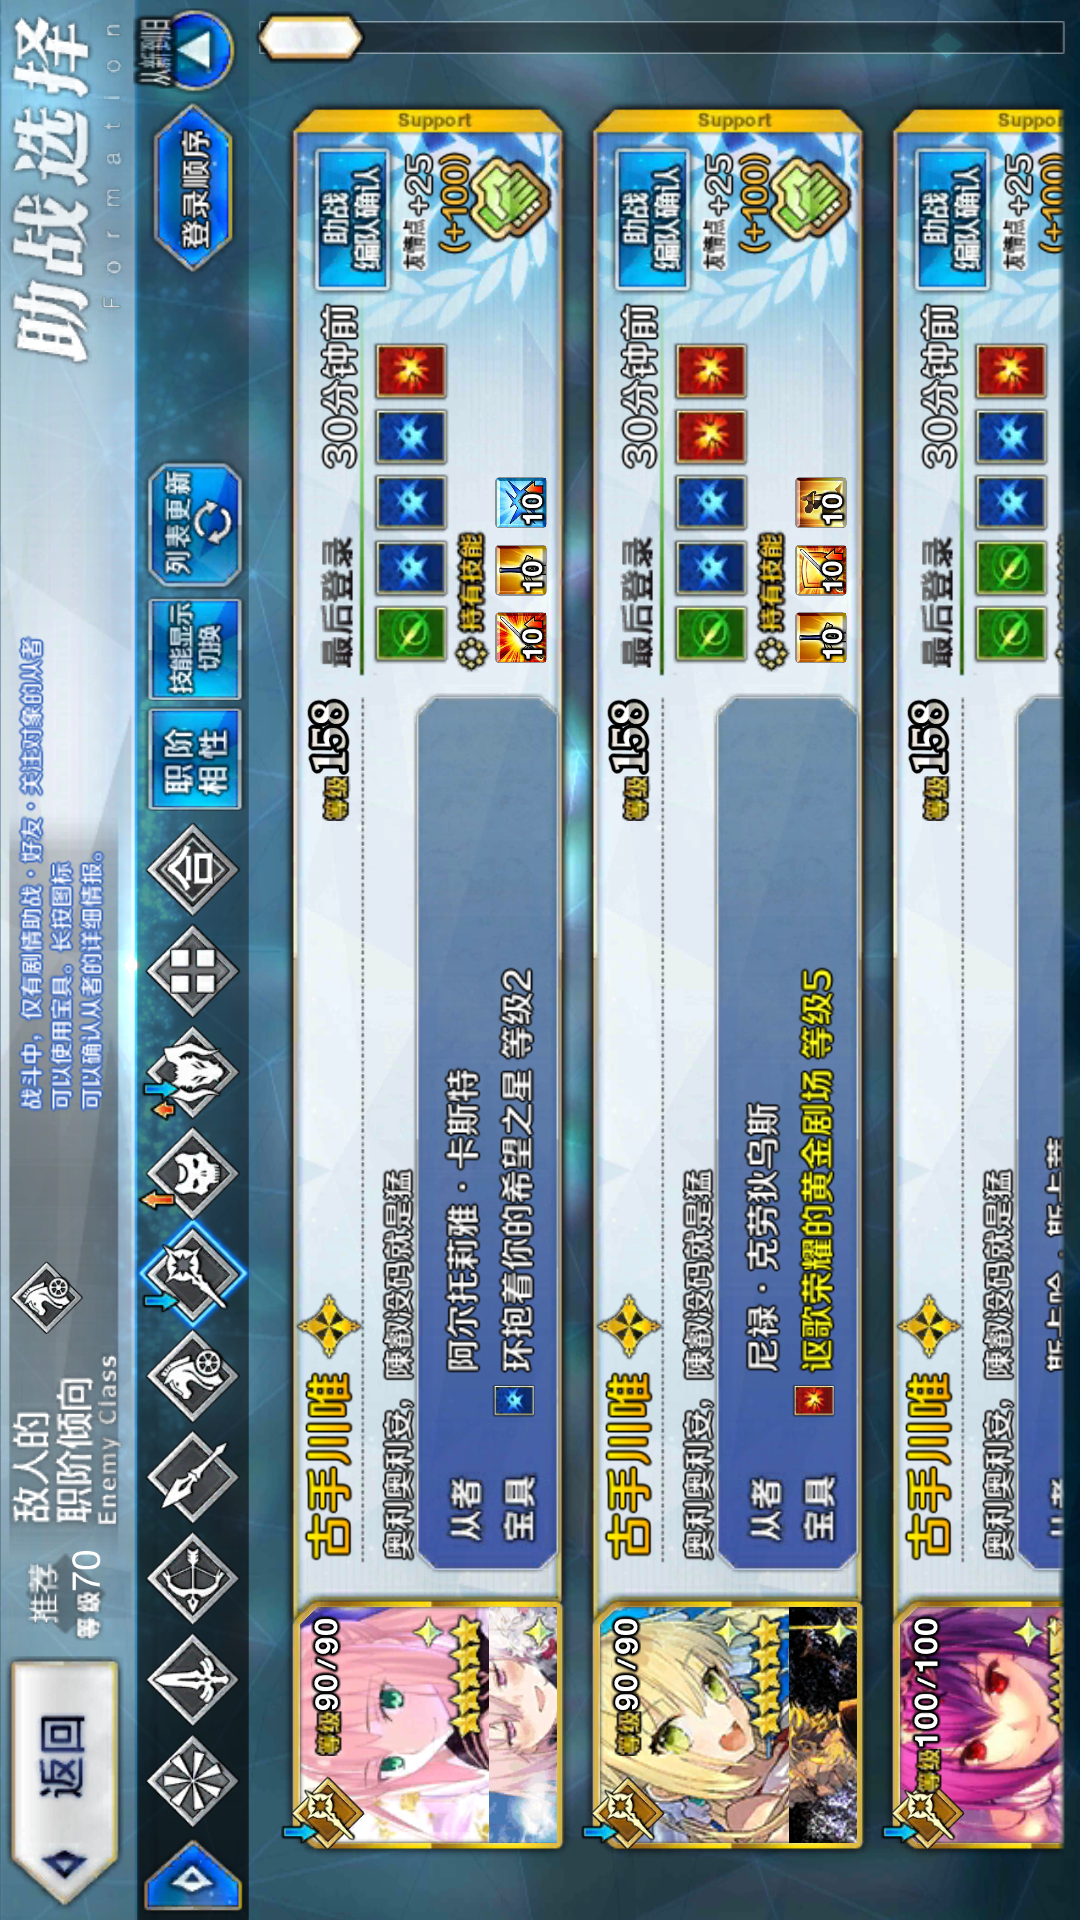 返回
推荐
等级70
敌人的
职阶倾向
Enemy Class
战斗中，仅有剧情助战・好友・关注对象的从者
可以使用宝具。长按图标
可以确认从者的详细情报。
助战选择
Formation
合
职阶
相性
技能显示
切换
列表更新
登录顺序
从新到旧
Support
等级90/90
古手川唯
等级158
最后登录
30分钟前
助战
编队确认
奥利奥利安，陳叡没码就是猛
友情点+25
(+100)
从者
阿尔托莉雅・卡斯特
宝具
环抱着你的希望之星 等级2
持有技能
10
10
10
Support
等级90/90
古手川唯
等级158
最后登录
30分钟前
助战
编队确认
奥利奥利安，陳叡没码就是猛
友情点+25
(+100)
从者
尼禄・克劳狄乌斯
宝具
讴歌荣耀的黄金剧场 等级5
持有技能
10
10
10
Suppor
等级100/100
古手川唯
等级158
最后登录
30分钟前
助战
编队确认
奥利奥利安，陳叡没码就是猛
友情点+25
(+100)